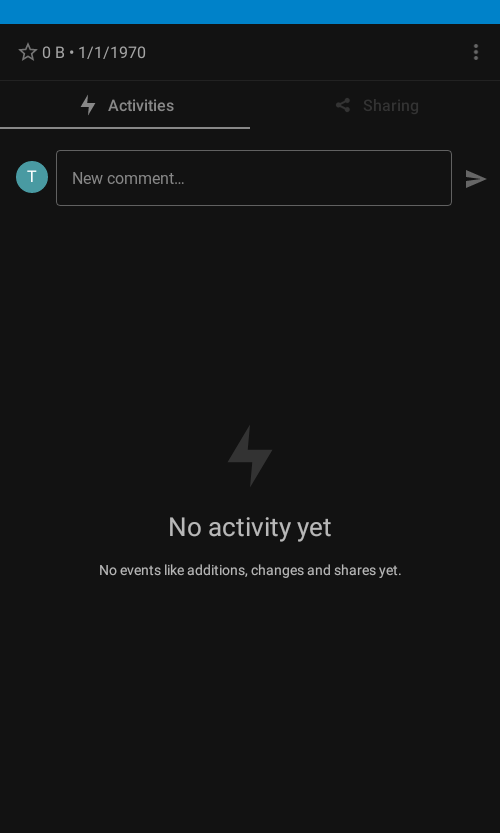 0 B • 1/1/1970
Activities
Sharing
T
New comment…
No activity yet
No events like additions, changes and shares yet.